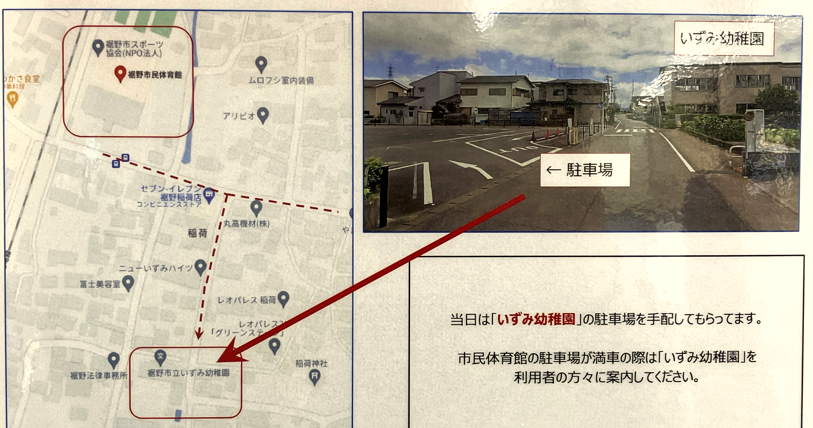 裾野市スポーツ
協会(NPO法人)
裾野市民体育館
ムロフシ室内装備
アリビオ
セブン-イレブン
裾野稲荷店
コンビニエンスストア
丸高機材(株)
稲荷
ニューいずみハイツ
冨士美容室
レオパレス 稲荷
レオパレス
「グリーンステ
稲荷神社
裾野法律事務所
裾野市立いずみ幼稚園
いずみ幼稚園
← 駐車場
OUT
当日は「いずみ幼稚園」の駐車場を手配してもらってます。
市民体育館の駐車場が満車の際は「いずみ幼稚園」を
利用者の方々に案内してください。